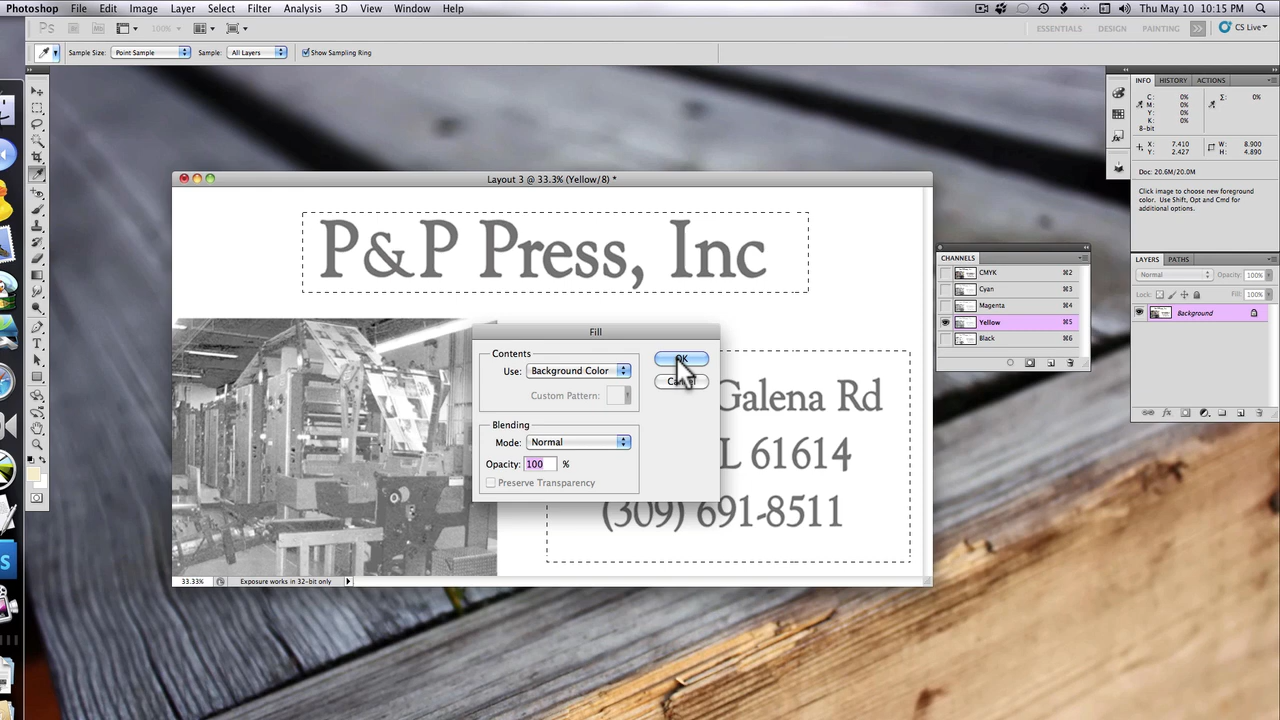 Photoshop File Edit Image Layer Select Filter Analysis 3D View Window Help Thu May 10 10:15 PM
Ps Br Mb 100% ESSENTIALS DESIGN PAINTING >> CS Live
Sample Size: Point Sample Sample: All Layers Show Sampling Ring
INFO HISTORY ACTIONS
C: 0%
M: 0%
Y: 0%
K: 0%
8-bit
Σ: 0%
X: 7.410
Y: 2.427
W: 8.900
H: 4.890
Doc: 20.6M/20.0M
Click image to choose new foreground
color. Use Shift, Opt and Cmd for
additional options.
Layout 3 @ 33.3% (Yellow/8) *
P&P Press, Inc
Galena Rd
L 61614
(309) 691-8511
Fill
Contents
Use: Background Color
Custom Pattern:
Blending
Mode: Normal
Opacity: 100 %
Preserve Transparency
OK
33.33% Exposure works in 32-bit only
CHANNELS
CMYK ⌘2
Cyan ⌘3
Magenta ⌘4
Yellow ⌘5
Black ⌘6
LAYERS PATHS
Normal Opacity: 100%
Lock: Fill: 100%
Background